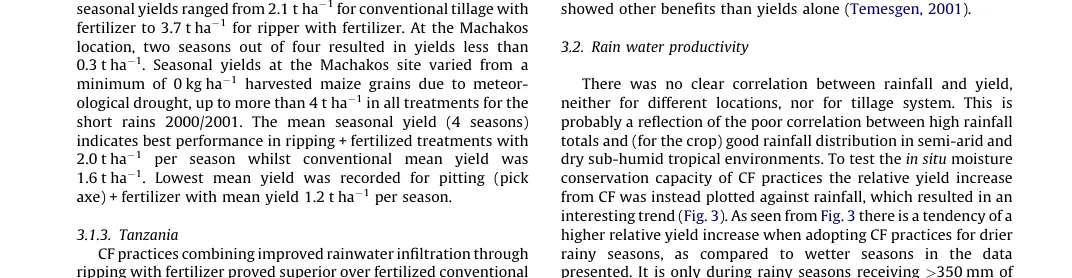 seasonal yields ranged from 2.1 t ha⁻¹ for conventional tillage with
fertilizer to 3.7 t ha⁻¹ for ripper with fertilizer. At the Machakos
location, two seasons out of four resulted in yields less than
0.3 t ha⁻¹. Seasonal yields at the Machakos site varied from a
minimum of 0 kg ha⁻¹ harvested maize grains due to meteor-
ological drought, up to more than 4 t ha⁻¹ in all treatments for the
short rains 2000/2001. The mean seasonal yield (4 seasons)
indicates best performance in ripping + fertilized treatments with
2.0 t ha⁻¹ per season whilst conventional mean yield was
1.6 t ha⁻¹. Lowest mean yield was recorded for pitting (pick
axe) + fertilizer with mean yield 1.2 t ha⁻¹ per season.
3.1.3. Tanzania
CF practices combining improved rainwater infiltration through
ripping with fertilizer proved superior over fertilized conventional
showed other benefits than yields alone (Temesgen, 2001).
3.2. Rain water productivity
There was no clear correlation between rainfall and yield,
neither for different locations, nor for tillage system. This is
probably a reflection of the poor correlation between high rainfall
totals and (for the crop) good rainfall distribution in semi-arid and
dry sub-humid tropical environments. To test the in situ moisture
conservation capacity of CF practices the relative yield increase
from CF was instead plotted against rainfall, which resulted in an
interesting trend (Fig. 3). As seen from Fig. 3 there is a tendency of a
higher relative yield increase when adopting CF practices for drier
rainy seasons, as compared to wetter seasons in the data
presented. It is only during rainy seasons receiving >350 mm of